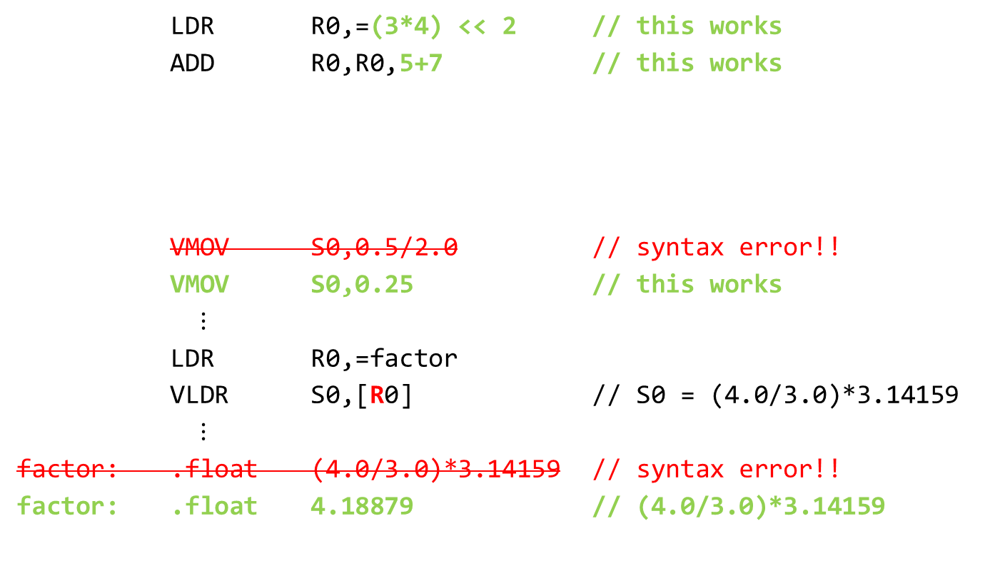 LDR R0,=(3*4) << 2 // this works
ADD R0,R0,5+7 // this works
VMOV S0,0.5/2.0 // syntax error!!
VMOV S0,0.25 // this works
⋮
LDR R0,=factor
VLDR S0,[R0] // S0 = (4.0/3.0)*3.14159
⋮
factor: .float (4.0/3.0)*3.14159 // syntax error!!
factor: .float 4.18879 // (4.0/3.0)*3.14159